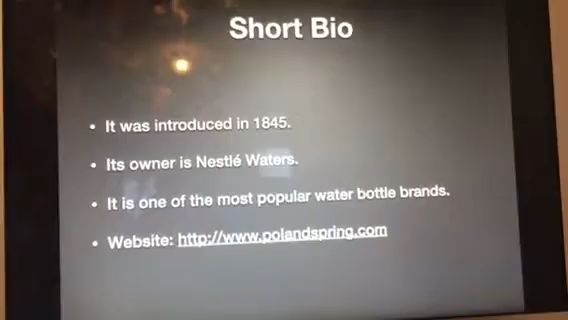 Short Bio
• It was introduced in 1845.
• Its owner is Nestlé Waters.
• It is one of the most popular water bottle brands.
• Website: http://www.polandspring.com